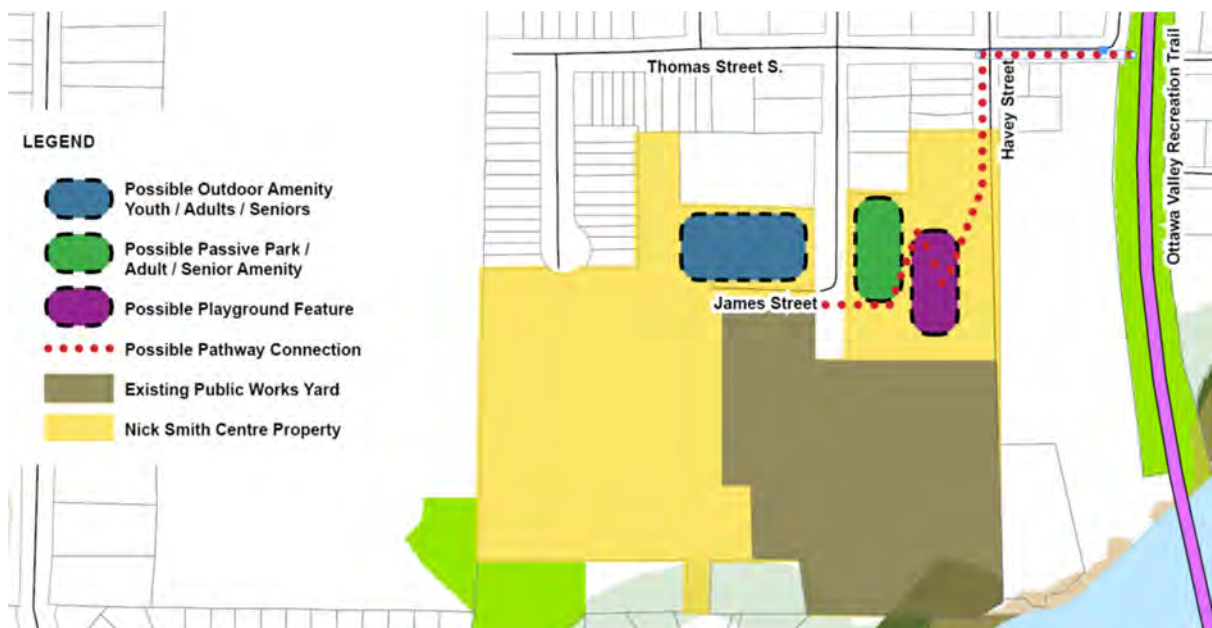 Thomas Street S.
Havey Street
Ottawa Valley Recreation Trail
LEGEND
Possible Outdoor Amenity
Youth / Adults / Seniors
Possible Passive Park /
Adult / Senior Amenity
Possible Playground Feature
Possible Pathway Connection
Existing Public Works Yard
Nick Smith Centre Property
James Street